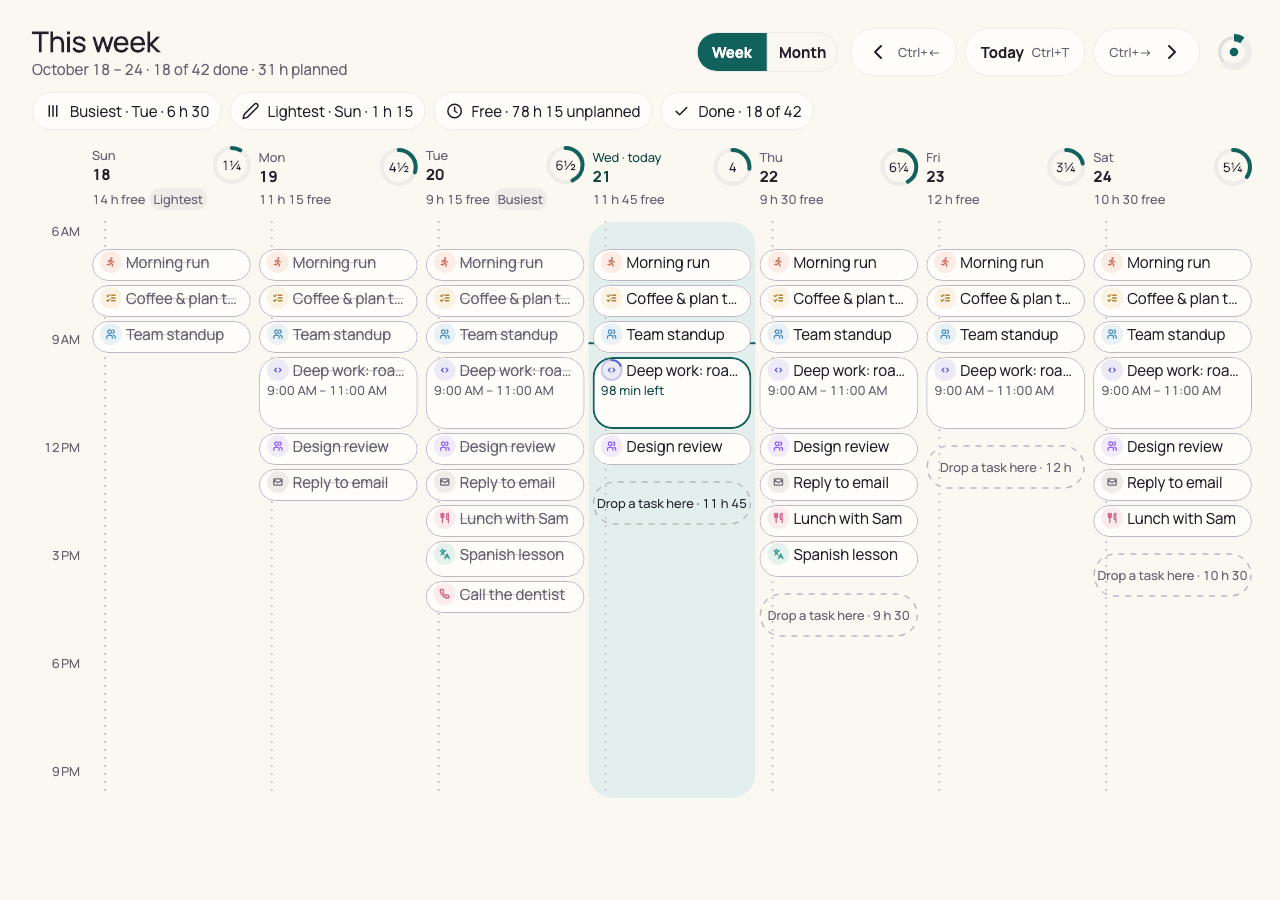 This week
October 18 – 24 · 18 of 42 done · 31 h planned
Week Month Ctrl+← Today Ctrl+T Ctrl+→
Busiest · Tue · 6 h 30 Lightest · Sun · 1 h 15 Free · 78 h 15 unplanned Done · 18 of 42
Sun 18 1¼
14 h free Lightest
Mon 19 4½
11 h 15 free
Tue 20 6½
9 h 15 free Busiest
Wed · today 21 4
11 h 45 free
Thu 22 6¼
9 h 30 free
Fri 23 3¼
12 h free
Sat 24 5¼
10 h 30 free
6 AM
9 AM
12 PM
3 PM
6 PM
9 PM
Morning run
Coffee & plan t...
Team standup
Morning run
Coffee & plan t...
Team standup
Deep work: roa...
9:00 AM – 11:00 AM
Design review
Reply to email
Morning run
Coffee & plan t...
Team standup
Deep work: roa...
9:00 AM – 11:00 AM
Design review
Reply to email
Lunch with Sam
Spanish lesson
Call the dentist
Morning run
Coffee & plan t...
Team standup
Deep work: roa...
98 min left
Design review
Drop a task here · 11 h 45
Morning run
Coffee & plan t...
Team standup
Deep work: roa...
9:00 AM – 11:00 AM
Design review
Reply to email
Lunch with Sam
Spanish lesson
Drop a task here · 9 h 30
Morning run
Coffee & plan t...
Team standup
Deep work: roa...
9:00 AM – 11:00 AM
Drop a task here · 12 h
Morning run
Coffee & plan t...
Team standup
Deep work: roa...
9:00 AM – 11:00 AM
Design review
Reply to email
Lunch with Sam
Drop a task here · 10 h 30